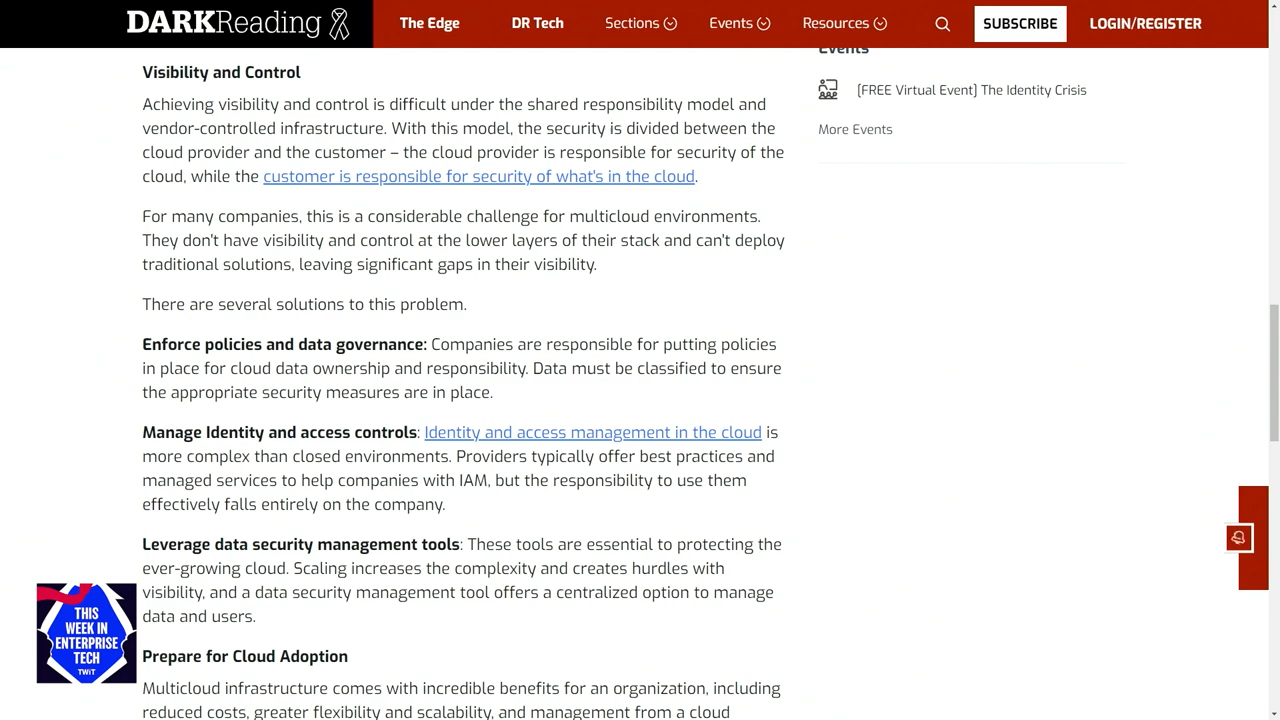 DARKReading
The Edge
DR Tech
Sections
Events
Resources
SUBSCRIBE
LOGIN/REGISTER
Visibility and Control
Achieving visibility and control is difficult under the shared responsibility model and
vendor-controlled infrastructure. With this model, the security is divided between the
cloud provider and the customer – the cloud provider is responsible for security of the
cloud, while the customer is responsible for security of what's in the cloud.
For many companies, this is a considerable challenge for multicloud environments.
They don't have visibility and control at the lower layers of their stack and can't deploy
traditional solutions, leaving significant gaps in their visibility.
There are several solutions to this problem.
Enforce policies and data governance: Companies are responsible for putting policies
in place for cloud data ownership and responsibility. Data must be classified to ensure
the appropriate security measures are in place.
Manage Identity and access controls: Identity and access management in the cloud is
more complex than closed environments. Providers typically offer best practices and
managed services to help companies with IAM, but the responsibility to use them
effectively falls entirely on the company.
Leverage data security management tools: These tools are essential to protecting the
ever-growing cloud. Scaling increases the complexity and creates hurdles with
visibility, and a data security management tool offers a centralized option to manage
data and users.
Prepare for Cloud Adoption
Multicloud infrastructure comes with incredible benefits for an organization, including
reduced costs, greater flexibility and scalability, and management from a cloud
Events
[FREE Virtual Event] The Identity Crisis
More Events
THIS
WEEK IN
ENTERPRISE
TECH
TWiT